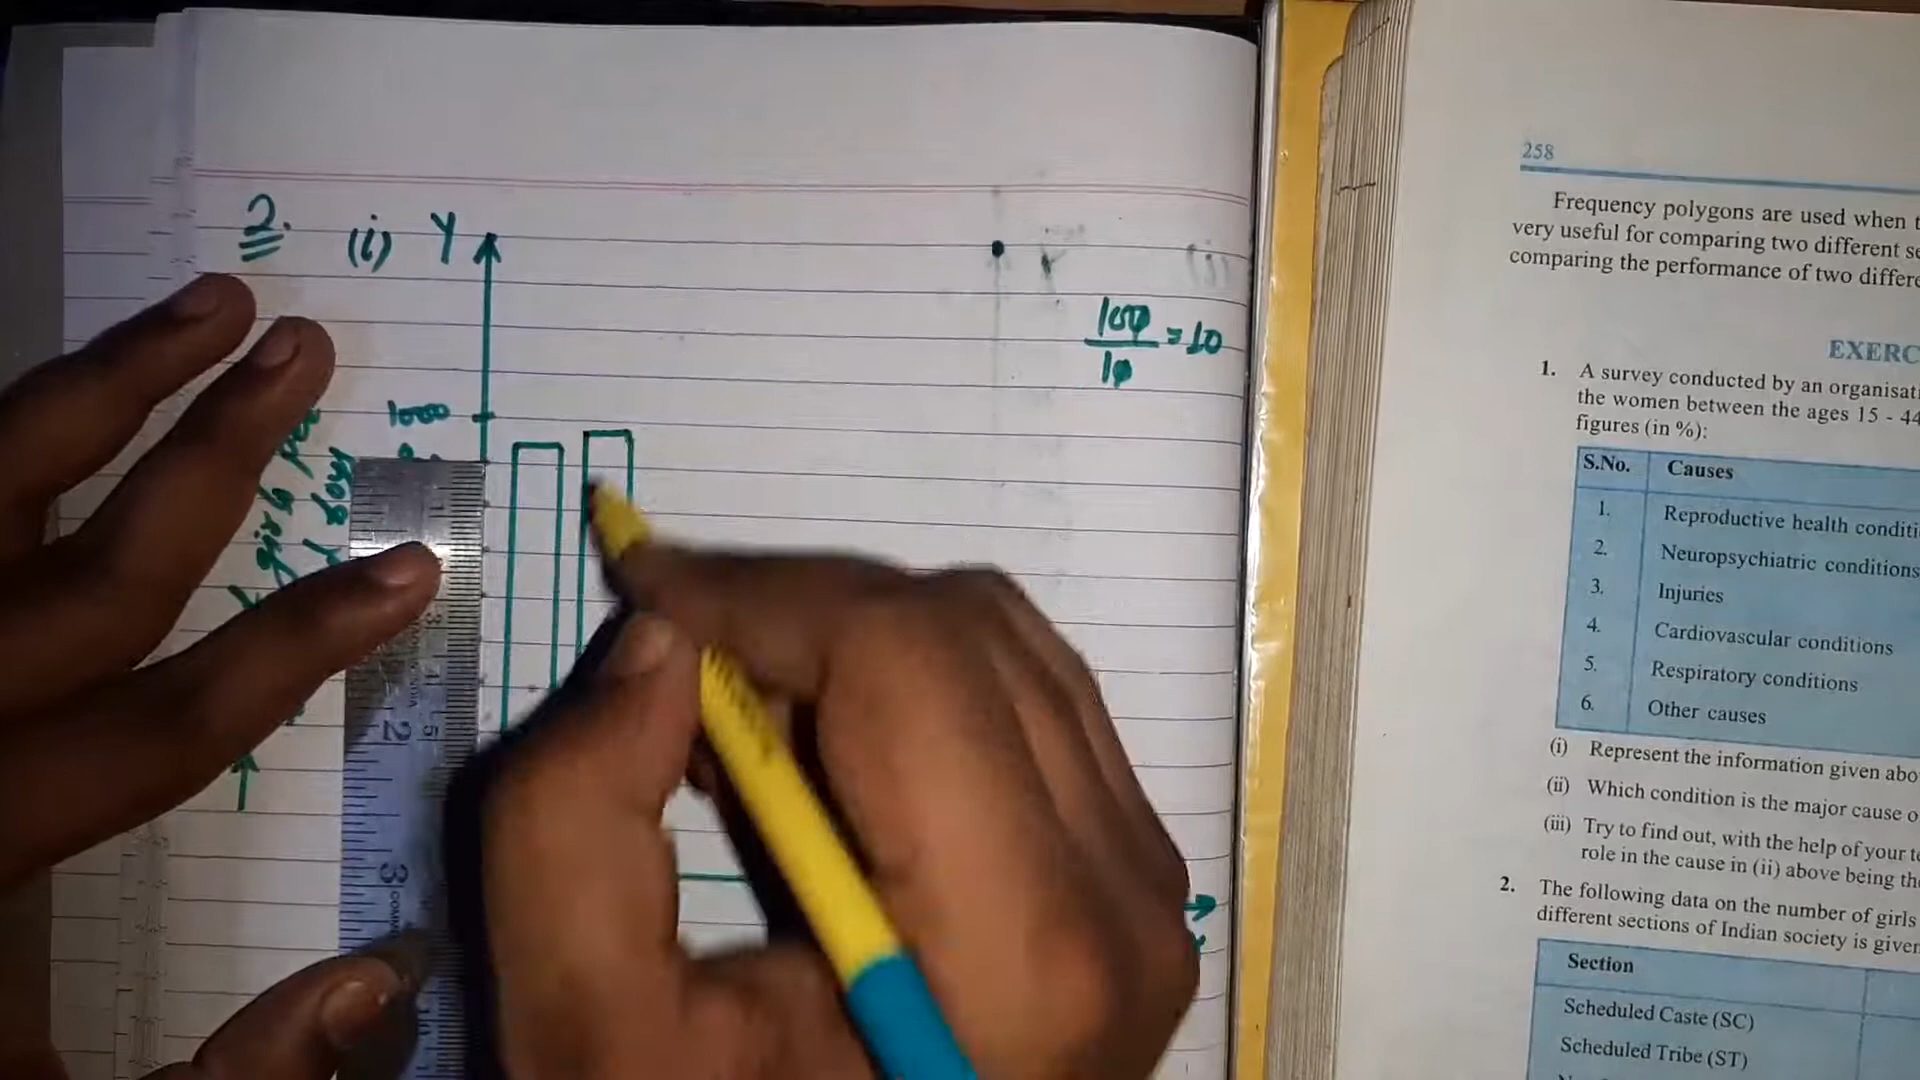 2. (i) Y
1000
100/10 = 10
258
Frequency polygons are used when
very useful for comparing two different
comparing the performance of two
EXERC
1. A survey conducted by an organisati
the women between the ages 15 - 44
figures (in %):
S.No. Causes
1. Reproductive health conditi
2. Neuropsychiatric conditions
3. Injuries
4. Cardiovascular conditions
5. Respiratory conditions
6. Other causes
(i) Represent the information given abo
(ii) Which condition is the major cause o
(iii) Try to find out, with the help of your
role in the cause in (ii) above being
2. The following data on the number of girls
different sections of Indian society is given
Section
Scheduled Caste (SC)
Scheduled Tribe (ST)